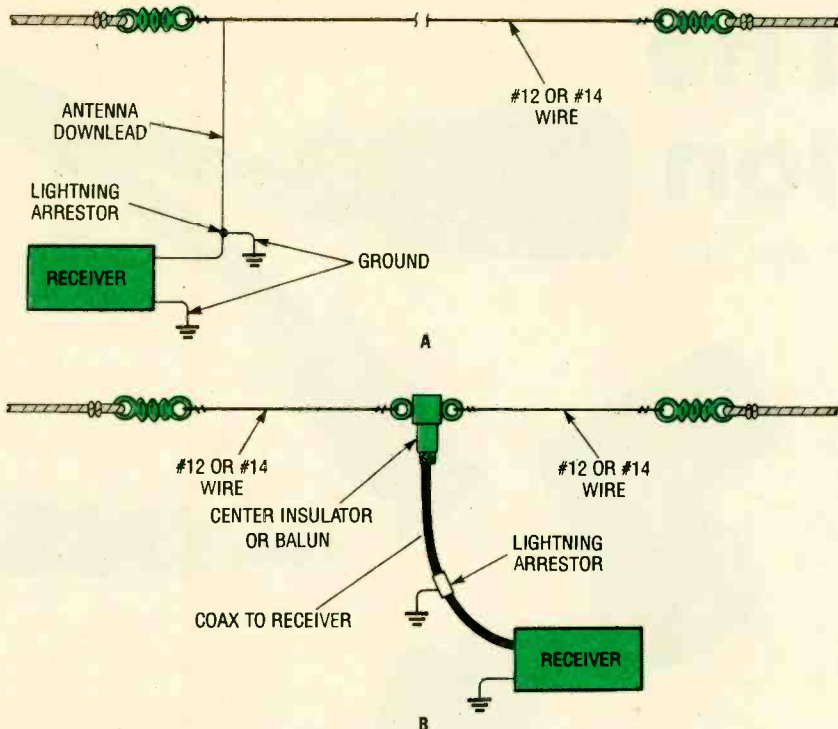 #12 OR #14
WIRE
ANTENNA
DOWNLEAD
LIGHTNING
ARRESTOR
RECEIVER
GROUND
A
#12 OR #14
WIRE
#12 OR #14
WIRE
CENTER INSULATOR
OR BALUN
LIGHTNING
ARRESTOR
COAX TO RECEIVER
RECEIVER
B